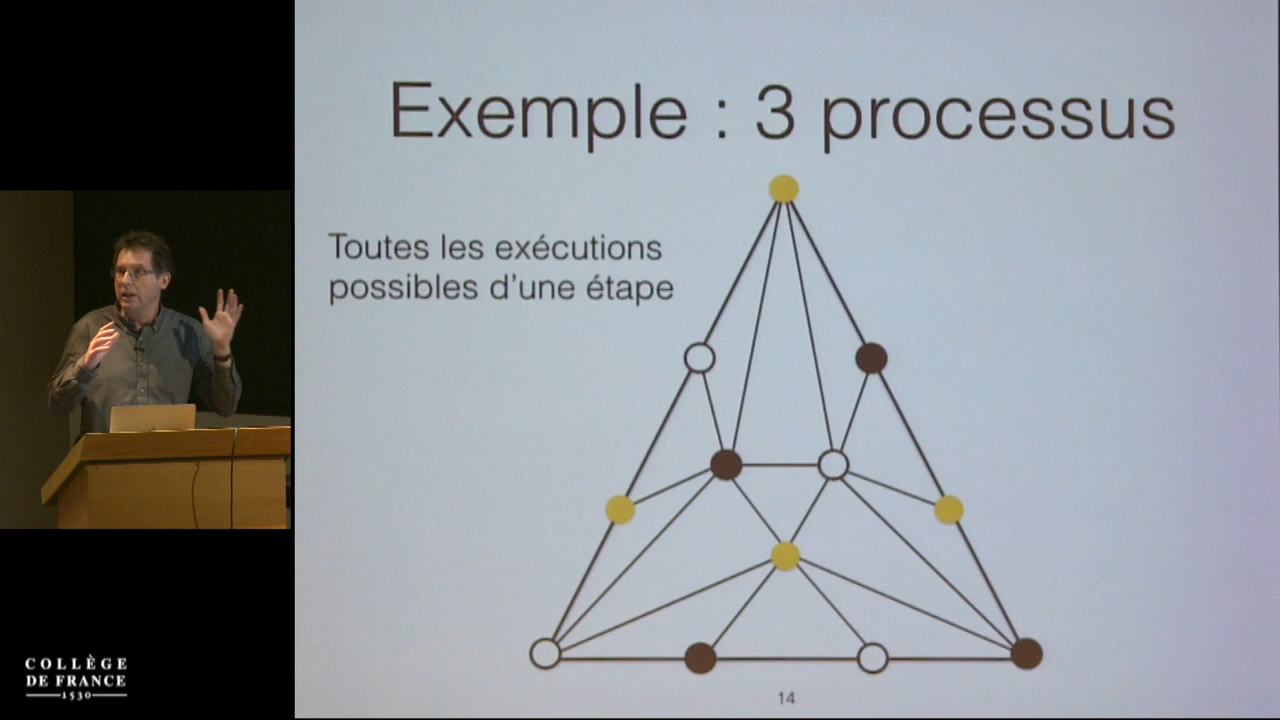 Exemple : 3 processus
Toutes les exécutions
possibles d'une étape
14
COLLÈGE
DE FRANCE
1530